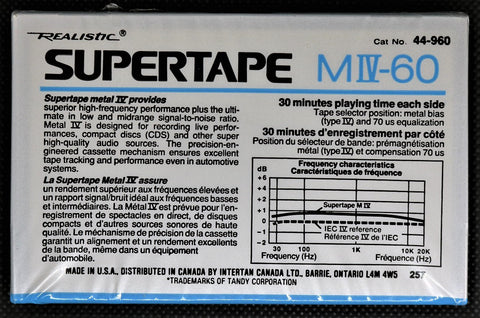 REALISTIC®
Cat No. 44-960
SUPERTAPE MIV-60
Supertape metal IV provides
superior high-frequency performance plus the ulti-
mate in low and midrange signal-to-noise ratio.
Metal IV is designed for recording live perfor-
mances, compact discs (CDS) and other super
high-quality audio sources. The precision-en-
gineered cassette mechanism ensures excellent
tape tracking and performance even in automotive
systems.
La Supertape Metal IV assure
un rendement supérieur aux fréquences élevées et
un rapport signal/bruit idéal aux fréquences basses
et intermédiaires. La Métal IV est prévue pour l'en-
registrement de spectacles en direct, de disques
compacts et d'autres sources sonores de haute
qualité. Le mécanisme de précision de la cassette
garantit un alignement et un rendement excellents
de la bande, même dans un équipement
d'automobile.
30 minutes playing time each side
Tape selector position: metal bias
(type IV) and 70 us equalization
30 minutes d'enregistrement par côté
Position du sélecteur de bande: prémagnétisation
métal (type IV) et compensation 70 us
Frequency characteristics
Caractéristiques de fréquence
dB
+6
+4
+2
0
-1
-2
Supertape M IV
IEC IV reference
Référence IV de l'IEC
30 100 1K 10K 20K
Frequency (Hz) Fréquence (Hz)
MADE IN U.S.A., DISTRIBUTED IN CANADA BY INTERTAN CANADA LTD., BARRIE, ONTARIO L4M 4W5 257
*TRADEMARKS OF TANDY CORPORATION